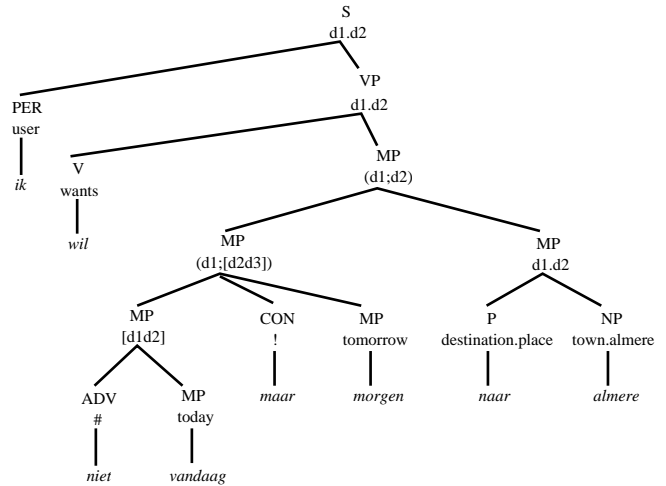 S
d1.d2
VP
d1.d2
PER
user
ik
V
wants
wil
MP
(d1;d2)
MP
(d1;[d2d3])
MP
d1.d2
MP
[d1d2]
CON
!
maar
MP
tomorrow
morgen
P
destination.place
naar
NP
town.almere
almere
ADV
#
niet
MP
today
vandaag